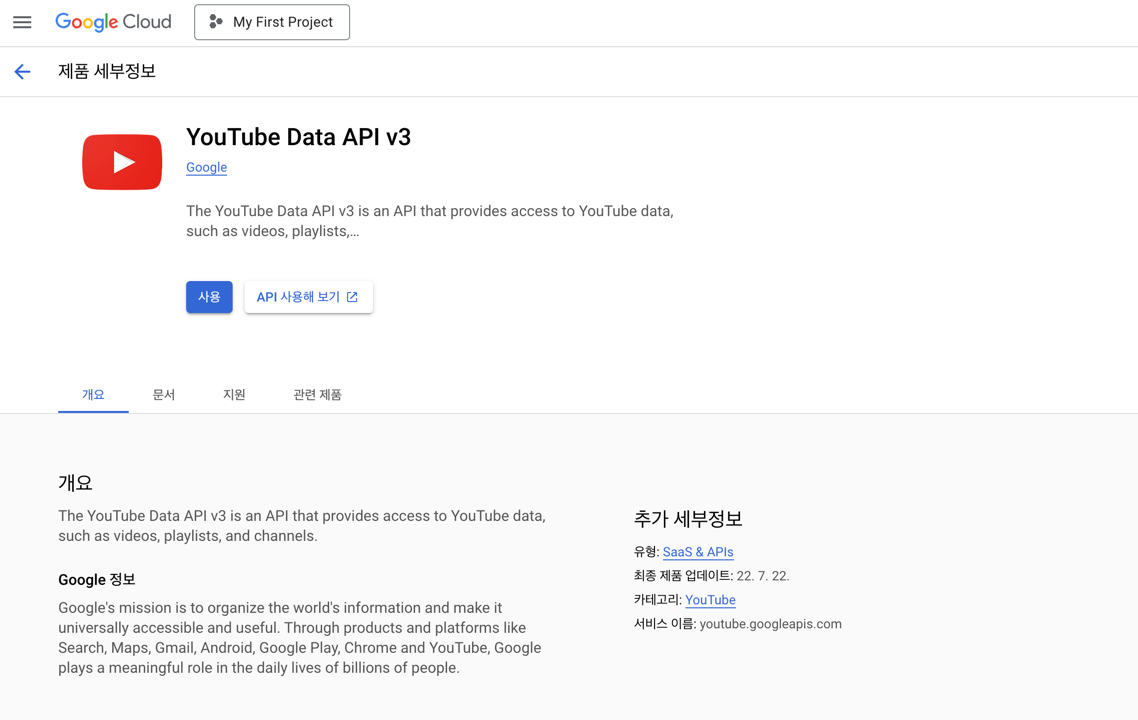 Google Cloud
My First Project
제품 세부정보
YouTube Data API v3
Google
The YouTube Data API v3 is an API that provides access to YouTube data,
such as videos, playlists,...
사용
API 사용해 보기
개요
문서
지원
관련 제품
개요
The YouTube Data API v3 is an API that provides access to YouTube data,
such as videos, playlists, and channels.
Google 정보
Google's mission is to organize the world's information and make it
universally accessible and useful. Through products and platforms like
Search, Maps, Gmail, Android, Google Play, Chrome and YouTube, Google
plays a meaningful role in the daily lives of billions of people.
추가 세부정보
유형: SaaS & APIs
최종 제품 업데이트: 22. 7. 22.
카테고리: YouTube
서비스 이름: youtube.googleapis.com